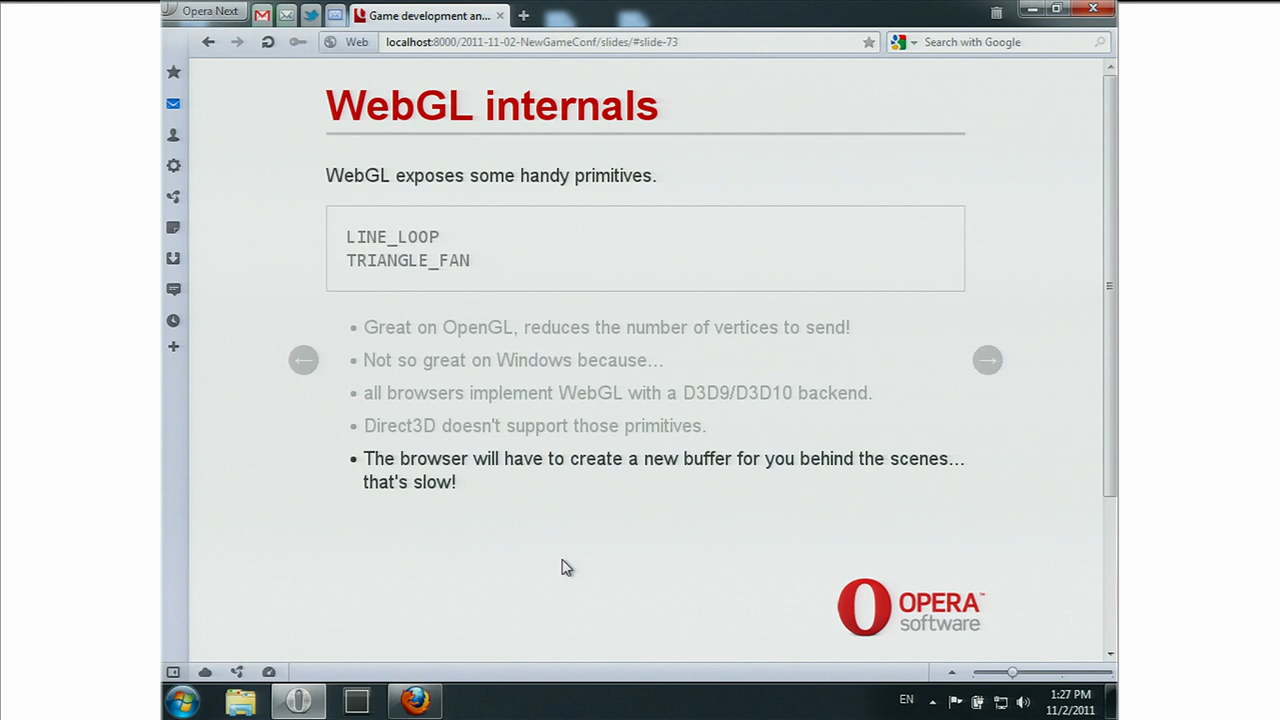 Opera Next
Game development an...
Web
localhost:8000/2011-11-02-NewGameConf/slides/#slide-73
Search with Google
WebGL internals
WebGL exposes some handy primitives.
LINE_LOOP
TRIANGLE_FAN
• Great on OpenGL, reduces the number of vertices to send!
• Not so great on Windows because…
• all browsers implement WebGL with a D3D9/D3D10 backend.
• Direct3D doesn't support those primitives.
• The browser will have to create a new buffer for you behind the scenes…
that's slow!
OPERA™
software
EN
1:27 PM
11/2/2011